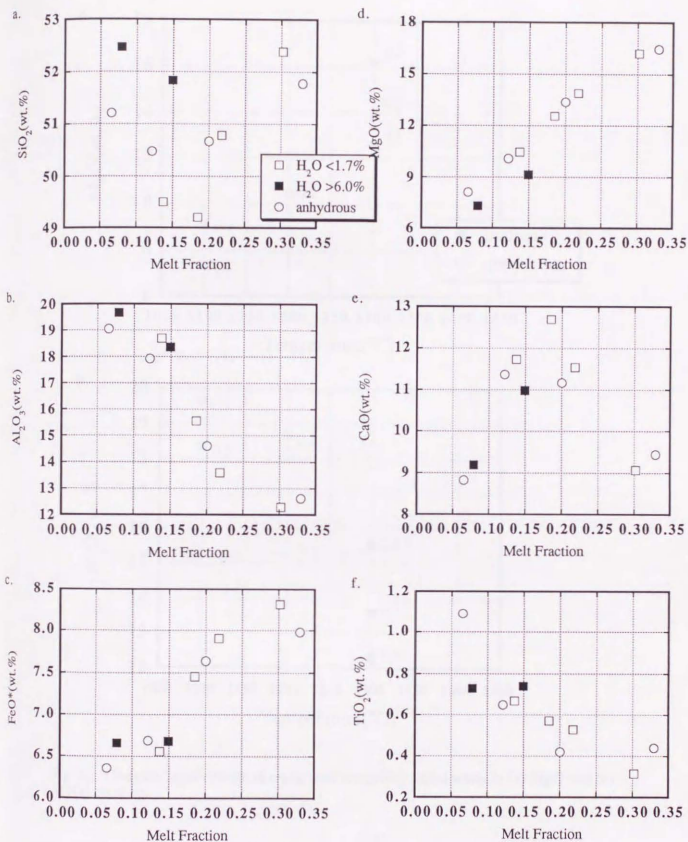 a.
SiO2(wt.%)
53
52
51
50
49
0.00 0.05 0.10 0.15 0.20 0.25 0.30 0.35
Melt Fraction
H2O <1.7%
H2O >6.0%
anhydrous
d.
MgO(wt.%)
18
15
12
9
6
0.00 0.05 0.10 0.15 0.20 0.25 0.30 0.35
Melt Fraction
b.
Al2O3(wt.%)
20
19
18
17
16
15
14
13
12
0.00 0.05 0.10 0.15 0.20 0.25 0.30 0.35
Melt Fraction
e.
CaO(wt.%)
13
12
11
10
9
8
0.00 0.05 0.10 0.15 0.20 0.25 0.30 0.35
Melt Fraction
c.
FeO*(wt.%)
8.5
8.0
7.5
7.0
6.5
6.0
0.00 0.05 0.10 0.15 0.20 0.25 0.30 0.35
Melt Fraction
f.
TiO2(wt.%)
1.2
1.0
0.8
0.6
0.4
0.2
0.00 0.05 0.10 0.15 0.20 0.25 0.30 0.35
Melt Fraction